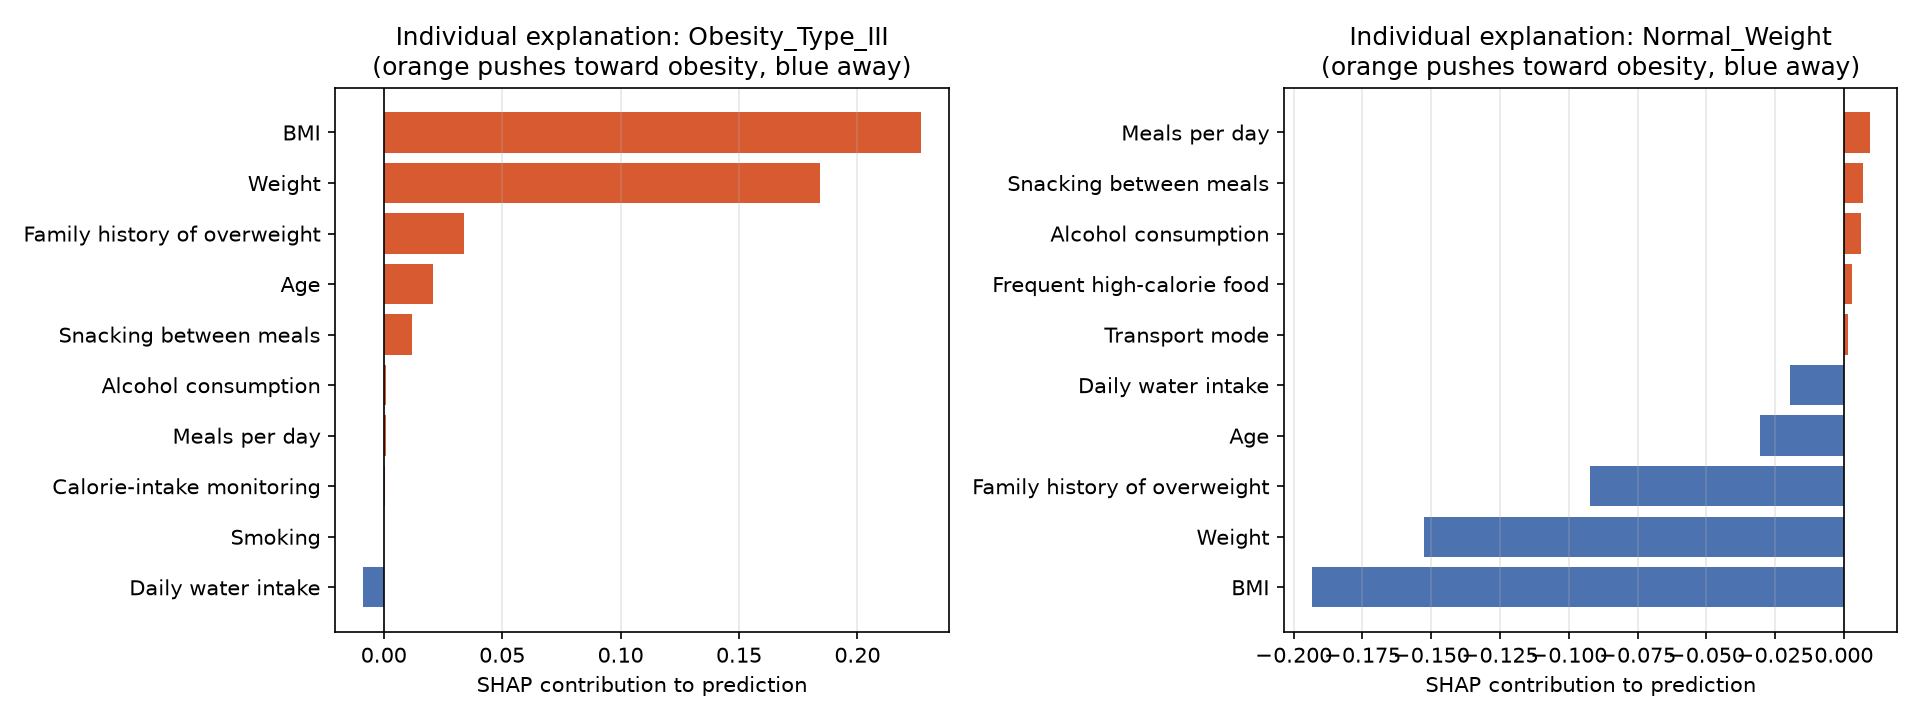 Individual explanation: Obesity_Type_III
(orange pushes toward obesity, blue away)
BMI
Weight
Family history of overweight
Age
Snacking between meals
Alcohol consumption
Meals per day
Calorie-intake monitoring
Smoking
Daily water intake
0.00 0.05 0.10 0.15 0.20
SHAP contribution to prediction
Individual explanation: Normal_Weight
(orange pushes toward obesity, blue away)
Meals per day
Snacking between meals
Alcohol consumption
Frequent high-calorie food
Transport mode
Daily water intake
Age
Family history of overweight
Weight
BMI
−0.200 −0.175 −0.150 −0.125 −0.100 −0.075 −0.050 −0.025 0.000
SHAP contribution to prediction